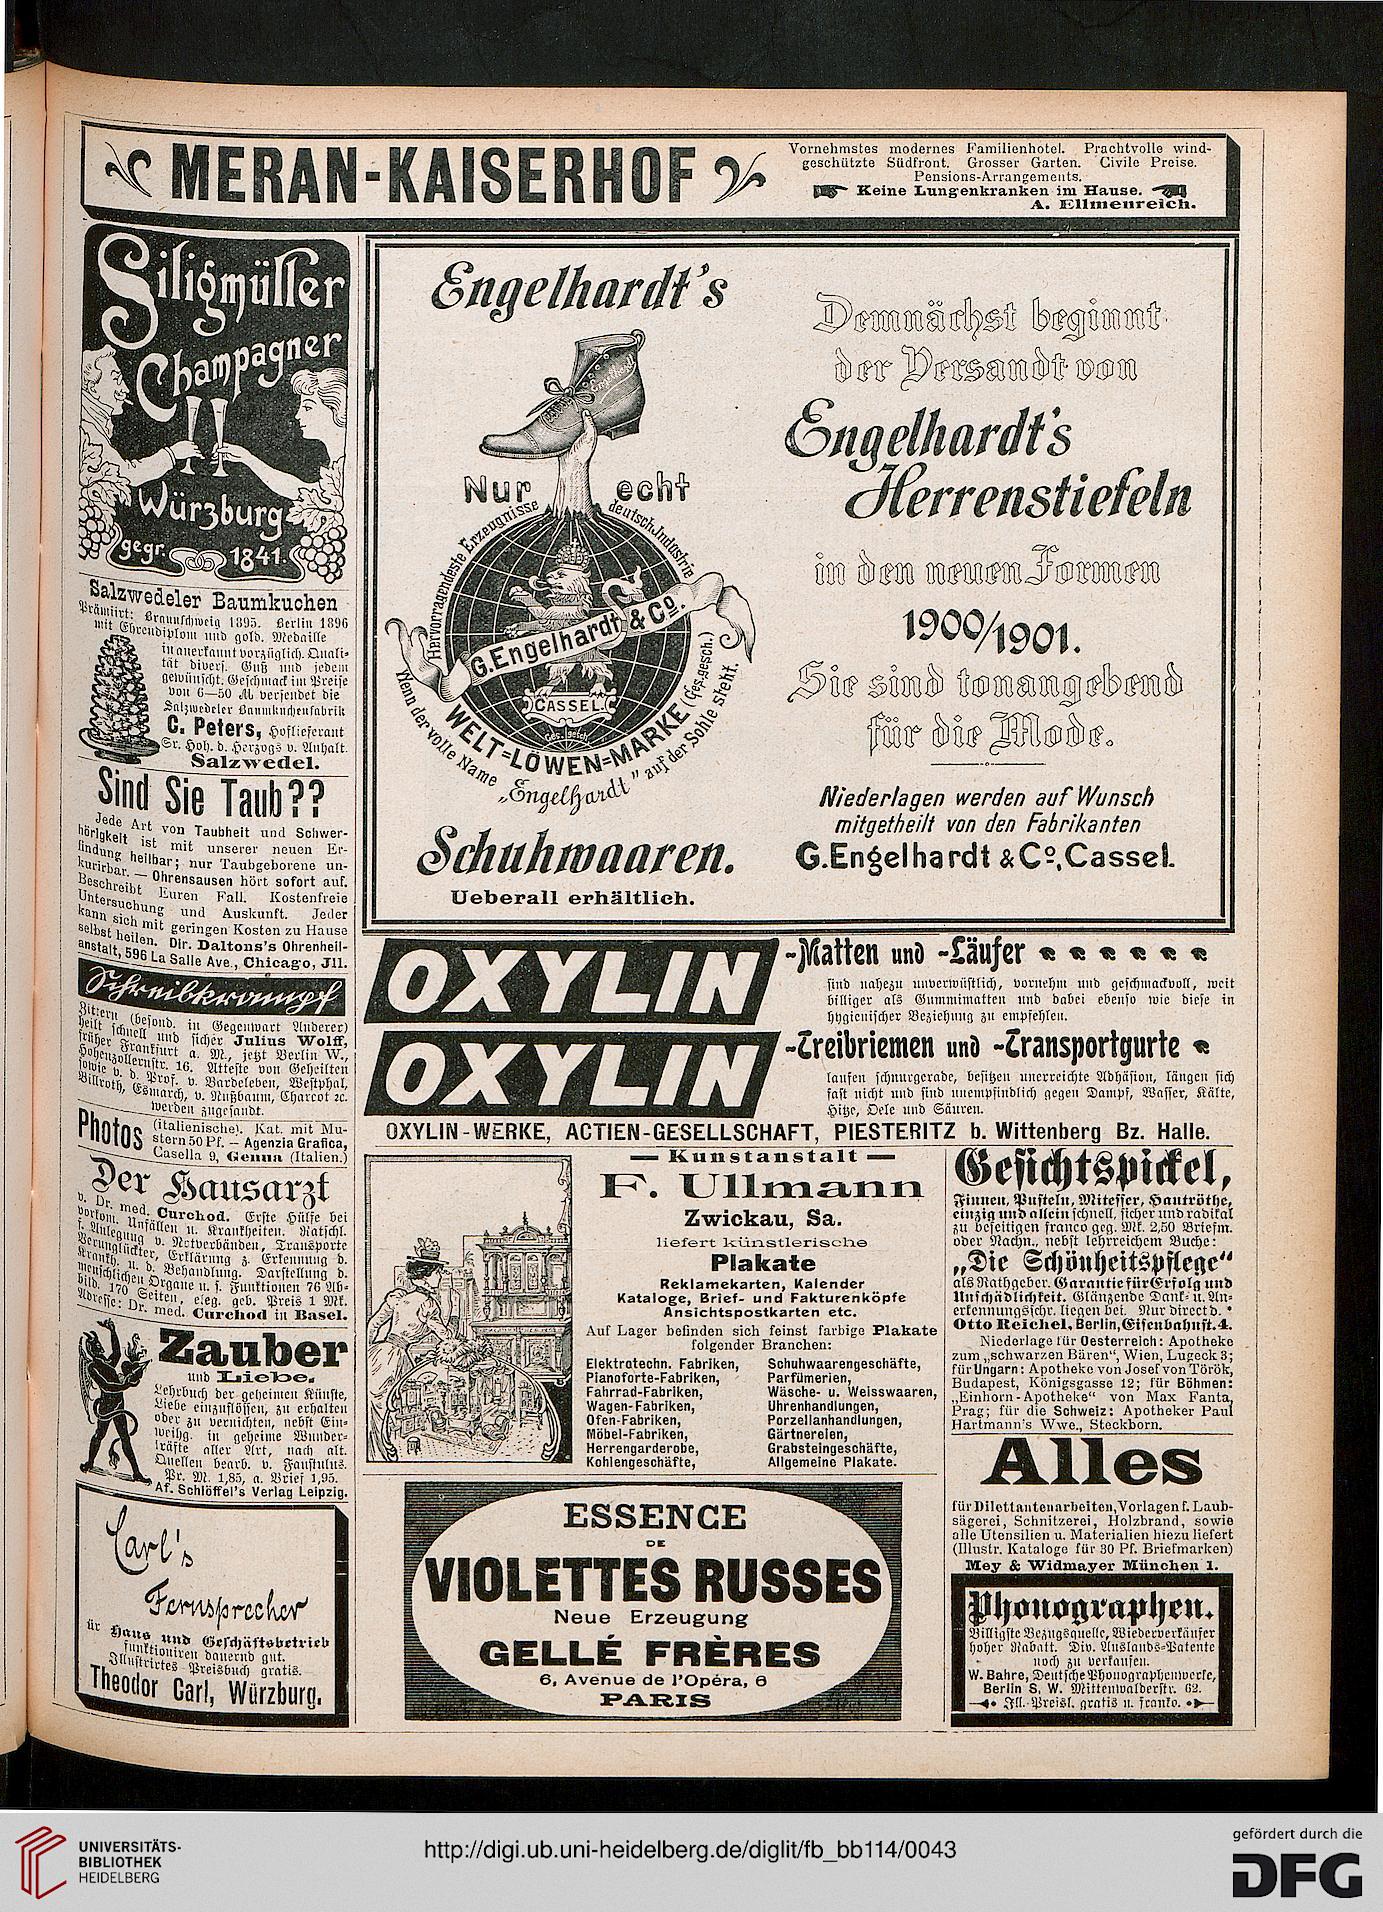 MERAN-KAISERHOF
Vornehmstes modernes Familienhotel. Prachtvolle wind-
geschützte Südfront. Grosser Garten. Civile Preise.
Pensions-Arrangements.
Keine Lungenkranken im Hause.
A. Ellmenreich.
Siligmüller
Champagner
Würzburg
gegr. 1841.
Salzwedeler Baumkuchen
Prämiirt: Braunschweig 1895. Berlin 1896
mit Ehrendiplom und gold. Medaille
in anerkannt vorzüglich. Quali-
tät divers. Guß und jedem
gewünscht. Geschmack im Preise
von 6—50 M versendet die
Salzwedeler Baumkuchenfabrik
C. Peters, Hoflieferant
Sr. Hoh. d. Herzogs v. Anhalt.
Salzwedel.
Sind Sie Taub??
Jede Art von Taubheit und Schwer-
hörigkeit ist mit unserer neuen Er-
findung heilbar; nur Taubgeborene un-
kurirbar. — Ohrensausen hört sofort auf.
Beschreibt Euren Fall. Kostenfreie
Untersuchung und Auskunft. Jeder
kann sich mit geringen Kosten zu Hause
selbst heilen. Dir. Daltons's Ohrenheil-
anstalt, 596 La Salle Ave., Chicago, Jll.
Schreibkrampf
Zittern (besond. in Gegenwart Anderer)
heilt schnell und sicher Julius Wolff,
früher Frankfurt a. M., jetzt Berlin W.,
Hohenzollernstr. 16. Atteste von Geheilten
sowie v. d. Prof. v. Bardeleben, Westphal,
Billroth, Esmarch, v. Nußbaum, Charcot ꝛc.
werden zugesandt.
Photos (italienische). Kat. mit Mu-
stern 50 Pf. — Agenzia Grafica,
Casella 9, Genua (Italien.)
Der Hausarzt
v. Dr. med. Curchod. Erste Hülfe bei
vorkom. Unfällen u. Krankheiten. Ratschl.
f. Anlegung v. Notverbänden, Transporte
Verunglückter, Erklärung z. Erkennung d.
Krankh. u. d. Behandlung. Darstellung d.
menschlichen Organe u. s. Funktionen 76 Ab-
bild. 170 Seiten, eleg. geb. Preis 1 Mk.
Adresse: Dr. med. Curchod in Basel.
Zauber
und Liebe.
Lehrbuch der geheimen Künste,
Liebe einzuflössen, zu erhalten
oder zu vernichten, nebst Ein-
weihg. in geheime Wunder-
kräfte aller Art, nach alt.
Quellen bearb. v. Faustulus.
Pr. M. 1,85, a. Brief 1,95.
Af. Schlöffel's Verlag Leipzig.
Carl's
Fernsprecher
für Haus und Geschäftsbetrieb
funktioniren dauernd gut.
Illustrirtes Preisbuch gratis.
Theodor Carl, Würzburg.
Engelhardt's
Engelhardt
Nur echt
Hervorragendeste Erzeugnisse deutsch. Industrie
G. Engelhardt & Co.
CASSEL.
Ges. gesch.
WELT=LÖWEN=MARKE (Ges. gesch.)
Wenn der volle Name „Engelhardt" auf der Sohle steht.
Schuhwaaren.
Ueberall erhältlich.
Demnächst beginnt
der Versandt von
Engelhardt's
Herrenstiefeln
in den neuen Formen
1900/1901.
Sie sind tonangebend
für die Mode.
Niederlagen werden auf Wunsch
mitgetheilt von den Fabrikanten
G. Engelhardt & Co, Cassel.
OXYLIN -Matten und -Läufer
sind nahezu unverwüstlich, vornehm und geschmackvoll, weit
billiger als Gummimatten und dabei ebenso wie diese in
hygienischer Beziehung zu empfehlen.
OXYLIN -Treibriemen und -Transportgurte
laufen schnurgerade, besitzen unerreichte Adhäsion, längen sich
fast nicht und sind unempfindlich gegen Dampf, Wasser, Kälte,
Hitze, Oele und Säuren.
OXYLIN-WERKE, ACTIEN-GESELLSCHAFT, PIESTERITZ b. Wittenberg Bz. Halle.
Kunstanstalt
F. Ullmann
Zwickau, Sa.
liefert künstlerische
Plakate
Reklamekarten, Kalender
Kataloge, Brief- und Fakturenköpfe
Ansichtspostkarten etc.
Auf Lager befinden sich feinst farbige Plakate
folgender Branchen:
Elektrotechn. Fabriken,
Pianoforte-Fabriken,
Fahrrad-Fabriken,
Wagen-Fabriken,
Ofen-Fabriken,
Möbel-Fabriken,
Herrengarderobe,
Kohlengeschäfte,
Schuhwaarengeschäfte,
Parfümerien,
Wäsche- u. Weisswaaren,
Uhrenhandlungen,
Porzellanhandlungen,
Gärtnereien,
Grabsteingeschäfte,
Allgemeine Plakate.
ESSENCE
DE
VIOLETTES RUSSES
Neue Erzeugung
GELLÉ FRÈRES
6, Avenue de l'Opéra, 6
PARIS
Gesichtspickel,
Finnen, Pusteln, Mitesser, Hautröthe,
einzig und allein schnell, sicher und radikal
zu beseitigen franco geg. Mk. 2,50 Briefm.
oder Nachn., nebst lehrreichem Buche:
„Die Schönheitspflege"
als Rathgeber. Garantie für Erfolg und
Unschädlichkeit. Glänzende Dank- u. An-
erkennungsschr. liegen bei. Nur direct d.
Otto Reichel, Berlin, Eisenbahnst. 4.
Niederlage für Oesterreich: Apotheke
zum „schwarzen Bären", Wien, Lugeck 3;
für Ungarn: Apotheke von Josef von Török,
Budapest, Königsgasse 12; für Böhmen:
„Einhorn-Apotheke" von Max Fanta,
Prag; für die Schweiz: Apotheker Paul
Hartmann's Wwe., Steckborn.
Alles
für Dilettantenarbeiten, Vorlagen f. Laub-
sägerei, Schnitzerei, Holzbrand, sowie
alle Utensilien u. Materialien hiezu liefert
(Illustr. Kataloge für 30 Pf. Briefmarken)
Mey & Widmayer München 1.
Phonographen.
Billigste Bezugsquelle, Wiederverkäufer
hoher Rabatt. Div. Auslands-Patente
noch zu verkaufen.
W. Bahre, Deutsche Phonographenwerke,
Berlin S. W. Mittenwalderstr. 62.
Ill. Preisl. gratis u. franko.
UNIVERSITÄTS-
BIBLIOTHEK
HEIDELBERG
http://digi.ub.uni-heidelberg.de/diglit/fb_bb114/0043
gefördert durch die
DFG